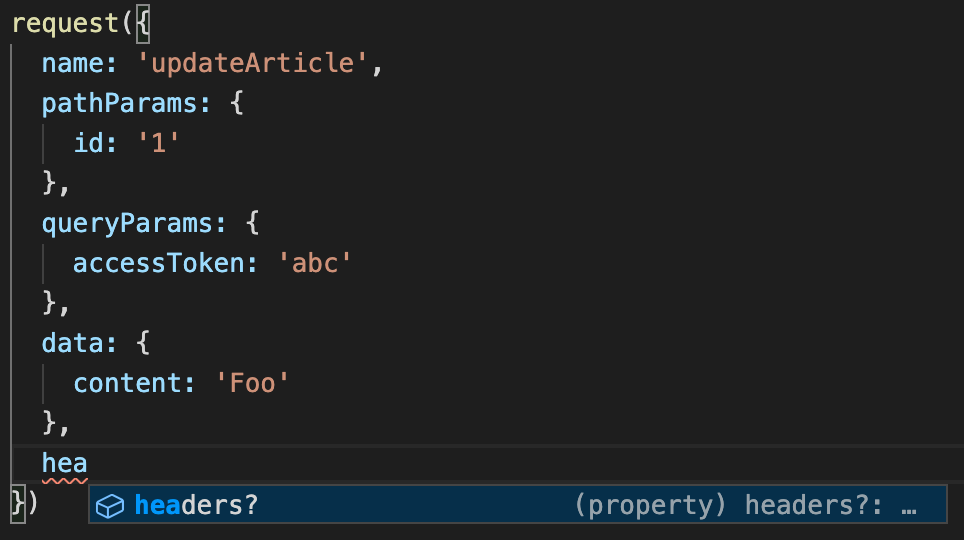 request({
  name: 'updateArticle',
  pathParams: {
    id: '1'
  },
  queryParams: {
    accessToken: 'abc'
  },
  data: {
    content: 'Foo'
  },
  hea
})
headers? (property) headers?: …